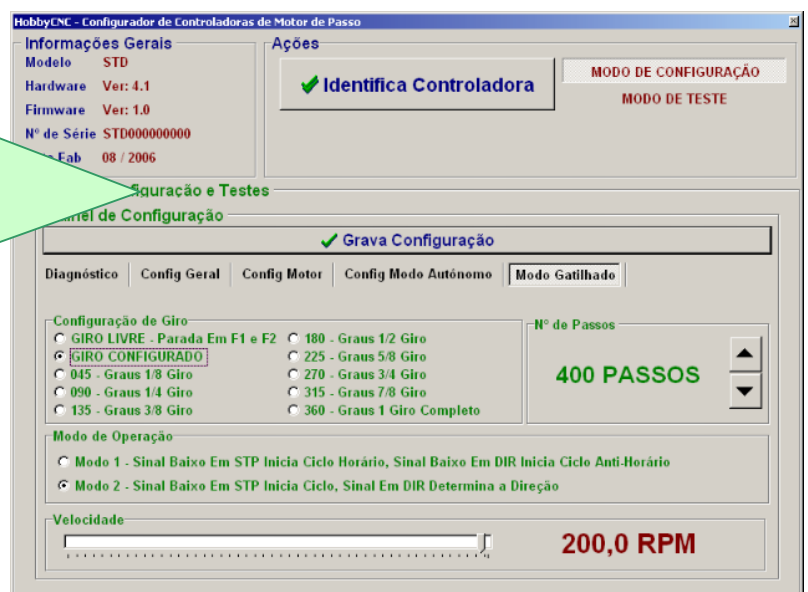 HobbyCNC - Configurador de Controladoras de Motor de Passo
Informações Gerais
Modelo STD
Hardware Ver: 4.1
Firmware Ver: 1.0
Nº de Série STD000000000
Fab 08 / 2006
Ações
Identifica Controladora
MODO DE CONFIGURAÇÃO
MODO DE TESTE
e Testes
de Configuração
Grava Configuração
Diagnóstico Config Geral Config Motor Config Modo Autónomo Modo Gatilhado
Configuração de Giro
GIRO LIVRE - Parada Em F1 e F2
GIRO CONFIGURADO
045 - Graus 1/8 Giro
090 - Graus 1/4 Giro
135 - Graus 3/8 Giro
180 - Graus 1/2 Giro
225 - Graus 5/8 Giro
270 - Graus 3/4 Giro
315 - Graus 7/8 Giro
360 - Graus 1 Giro Completo
Nº de Passos
400 PASSOS
Modo de Operação
Modo 1 - Sinal Baixo Em STP Inicia Ciclo Horário, Sinal Baixo Em DIR Inicia Ciclo Anti-Horário
Modo 2 - Sinal Baixo Em STP Inicia Ciclo, Sinal Em DIR Determina a Direção
Velocidade
200,0 RPM